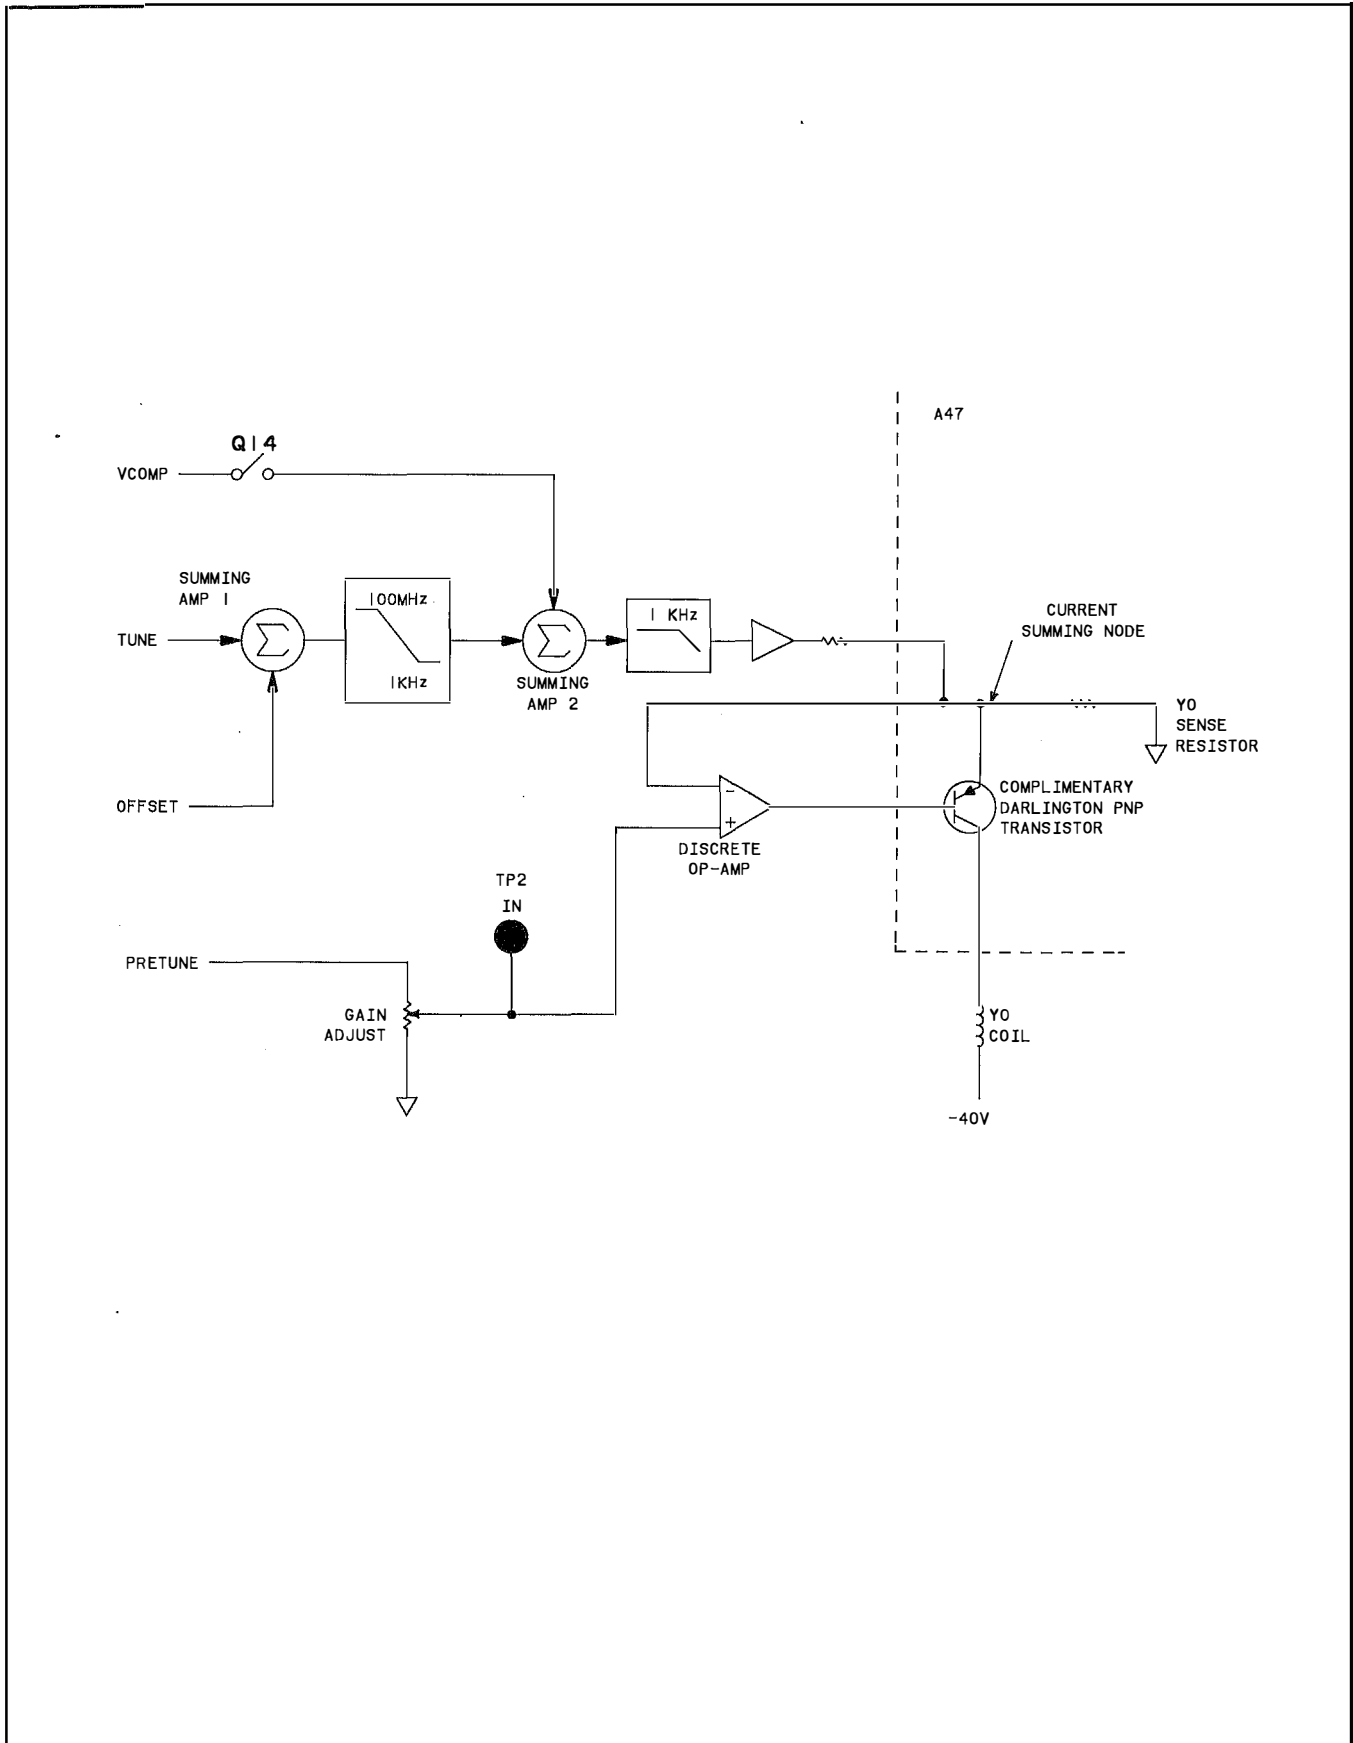 A47
Q14
VCOMP
SUMMING
AMP 1
100MHz
1KHz
TUNE
SUMMING
AMP 2
1 KHz
CURRENT
SUMMING NODE
YO
SENSE
RESISTOR
OFFSET
-
+
DISCRETE
OP-AMP
COMPLIMENTARY
DARLINGTON PNP
TRANSISTOR
TP2
IN
PRETUNE
GAIN
ADJUST
YO
COIL
-40V